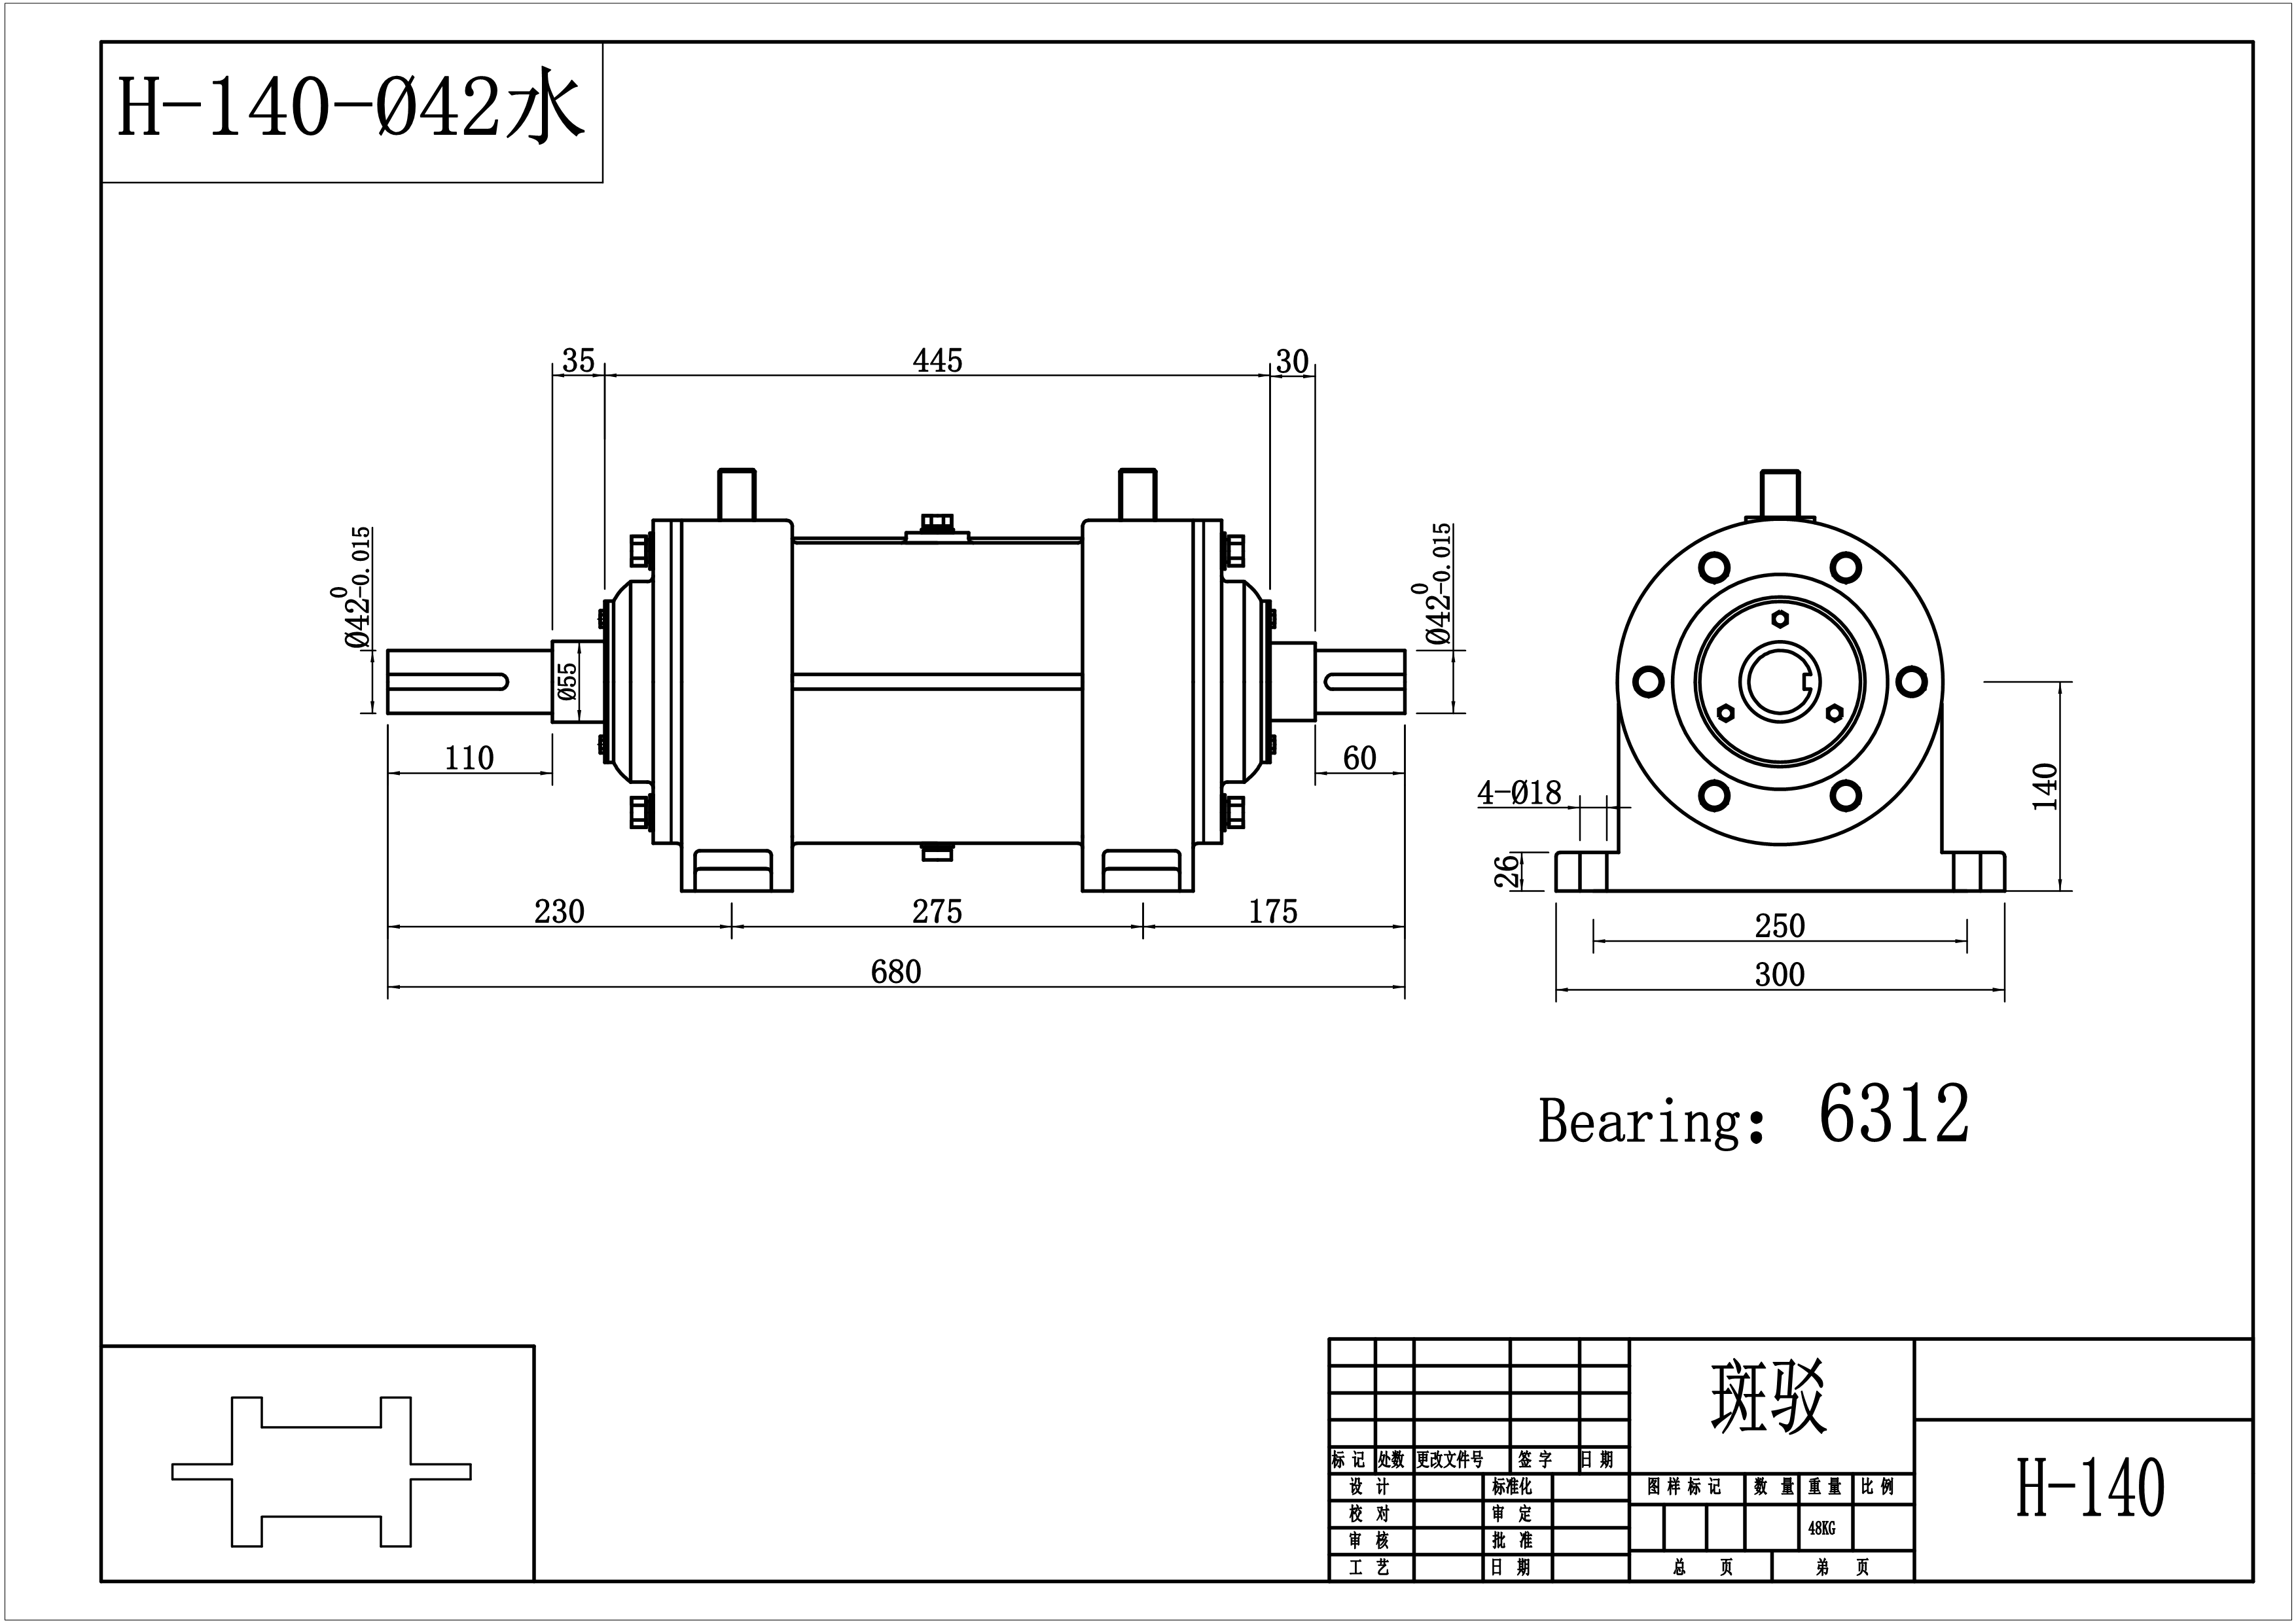 H-140-Ø42水
35
445
30
Ø42 0 -0.015
Ø55
Ø42 0 -0.015
110
60
4-Ø18
140
26
230
275
175
250
680
300
Bearing: 6312
斑驳
标 记 处数 更改文件号 签 字 日 期
设 计 标准化 图 样 标 记 数 量 重 量 比 例
校 对 审 定
H-140
审 核 批 准 48KG
工 艺 日 期 总 页 第 页